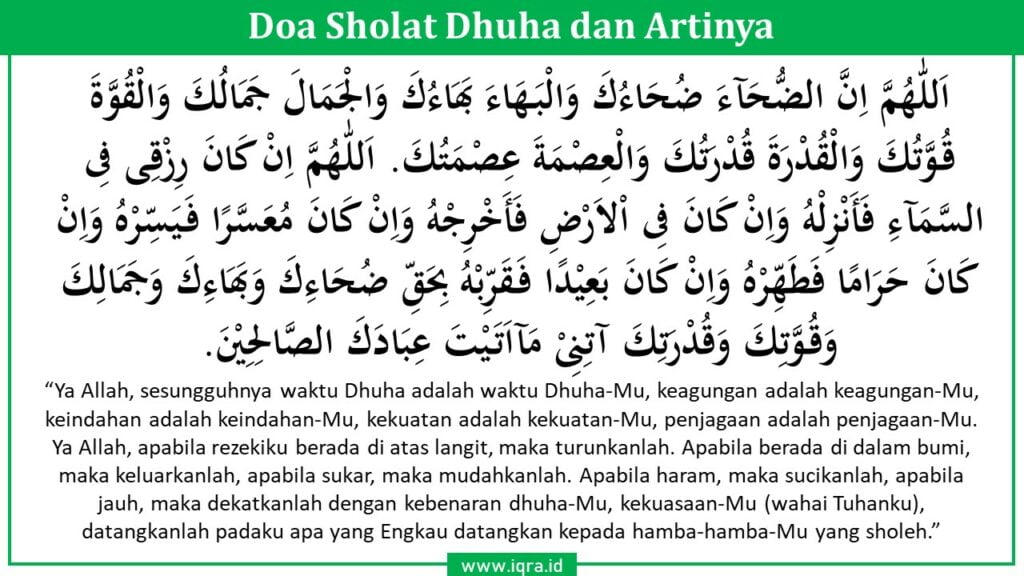 Doa Sholat Dhuha dan Artinya
اَللّٰهُمَّ اِنَّ الضُّحَآءَ ضُحَاءُكَ وَالْبَهَاءَ بَهَاءُكَ وَالْجَمَالَ جَمَالُكَ وَالْقُوَّةَ
قُوَّتُكَ وَالْقُدْرَةَ قُدْرَتُكَ وَالْعِصْمَةَ عِصْمَتُكَ. اَللّٰهُمَّ اِنْ كَانَ رِزْقِى فِى
السَّمَآءِ فَأَنْزِلْهُ وَاِنْ كَانَ فِى اْلاَرْضِ فَأَخْرِجْهُ وَاِنْ كَانَ مُعَسَّرًا فَيَسِّرْهُ وَاِنْ
كَانَ حَرَامًا فَطَهِّرْهُ وَاِنْ كَانَ بَعِيْدًا فَقَرِّبْهُ بِحَقِّ ضُحَاءِكَ وَبَهَاءِكَ وَجَمَالِكَ
وَقُوَّتِكَ وَقُدْرَتِكَ آتِنِىْ مَآاَتَيْتَ عِبَادَكَ الصَّالِحِيْنَ.
“Ya Allah, sesungguhnya waktu Dhuha adalah waktu Dhuha-Mu, keagungan adalah keagungan-Mu,
keindahan adalah keindahan-Mu, kekuatan adalah kekuatan-Mu, penjagaan adalah penjagaan-Mu.
Ya Allah, apabila rezekiku berada di atas langit, maka turunkanlah. Apabila berada di dalam bumi,
maka keluarkanlah, apabila sukar, maka mudahkanlah. Apabila haram, maka sucikanlah, apabila
jauh, maka dekatkanlah dengan kebenaran dhuha-Mu, kekuasaan-Mu (wahai Tuhanku),
datangkanlah padaku apa yang Engkau datangkan kepada hamba-hamba-Mu yang sholeh.”
www.iqra.id